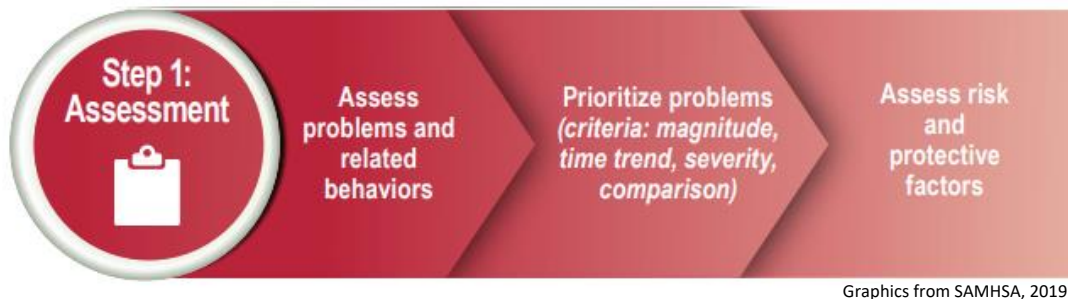 Step 1:
Assessment
Assess
problems and
related
behaviors
Prioritize problems
(criteria: magnitude,
time trend, severity,
comparison)
Assess risk
and
protective
factors
Graphics from SAMHSA, 2019